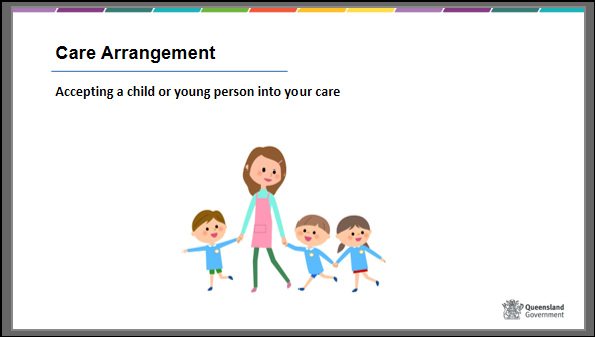 Care Arrangement
Accepting a child or young person into your care
Queensland
Government